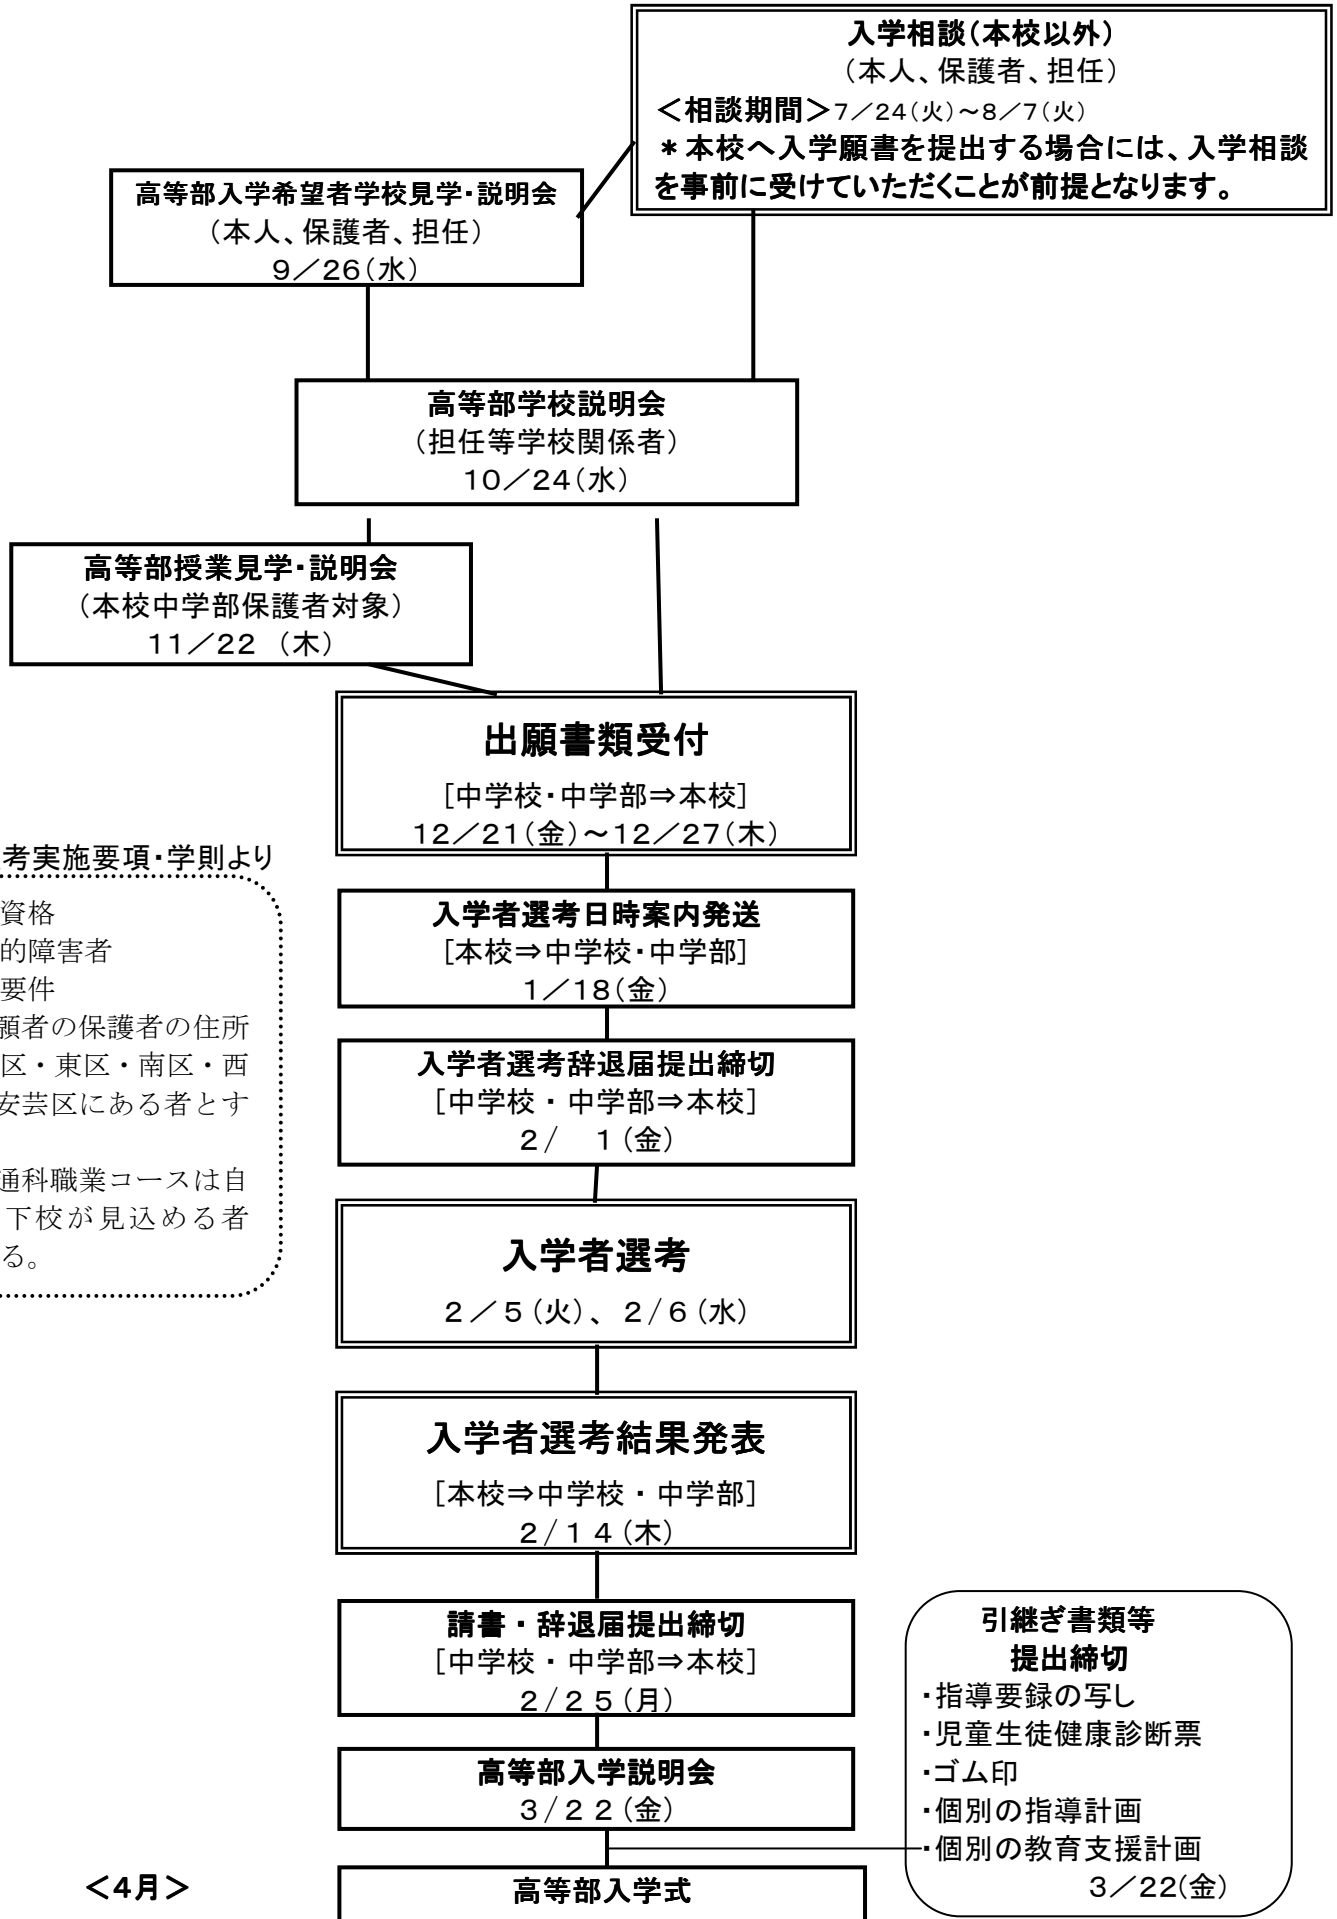 入学相談（本校以外）
（本人、保護者、担任）
＜相談期間＞7／24（火）～8／7（火）
＊本校へ入学願書を提出する場合には、入学相談
を事前に受けていただくことが前提となります。
高等部入学希望者学校見学・説明会
（本人、保護者、担任）
9／26（水）
高等部学校説明会
（担任等学校関係者）
10／24（水）
高等部授業見学・説明会
（本校中学部保護者対象）
11／22 （木）
出願書類受付
［中学校・中学部⇒本校］
12／21（金）～12／27（木）
考実施要項・学則より
資格
的障害者
要件
願者の保護者の住所
区・東区・南区・西
安芸区にある者とす
通科職業コースは自
下校が見込める者
る。
入学者選考日時案内発送
［本校⇒中学校・中学部］
1／18（金）
入学者選考辞退届提出締切
［中学校・中学部⇒本校］
2/ 1（金）
入学者選考
2／5（火）、2/6（水）
入学者選考結果発表
［本校⇒中学校・中学部］
2/14（木）
請書・辞退届提出締切
［中学校・中学部⇒本校］
2/25（月）
高等部入学説明会
3/22（金）
引継ぎ書類等
提出締切
・指導要録の写し
・児童生徒健康診断票
・ゴム印
・個別の指導計画
・個別の教育支援計画
3／22(金)
＜4月＞
高等部入学式